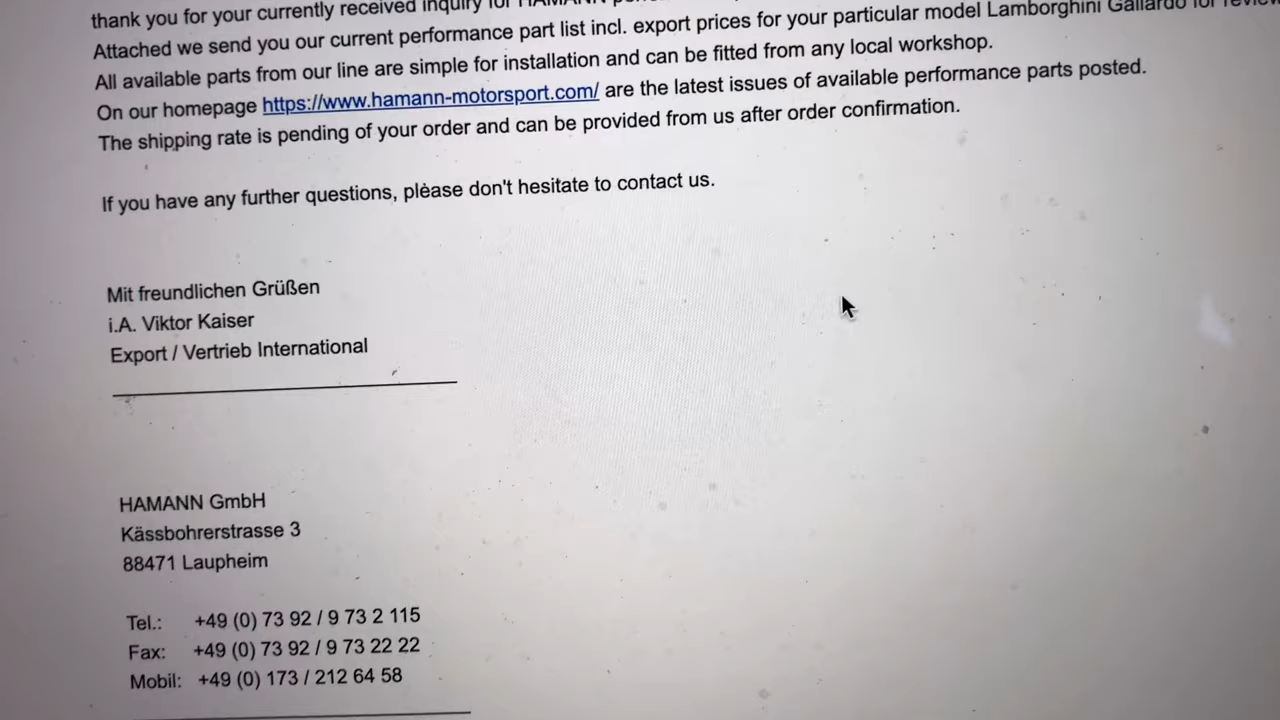 thank you for your currently received inquiry for HAMANN
Attached we send you our current performance part list incl. export prices for your particular model Lamborghini Gallardo for review
All available parts from our line are simple for installation and can be fitted from any local workshop.
On our homepage https://www.hamann-motorsport.com/ are the latest issues of available performance parts posted.
The shipping rate is pending of your order and can be provided from us after order confirmation.
If you have any further questions, please don't hesitate to contact us.
Mit freundlichen Grüßen
i.A. Viktor Kaiser
Export / Vertrieb International
HAMANN GmbH
Kässbohrerstrasse 3
88471 Laupheim
Tel.: +49 (0) 73 92 / 9 73 2 115
Fax: +49 (0) 73 92 / 9 73 22 22
Mobil: +49 (0) 173 / 212 64 58